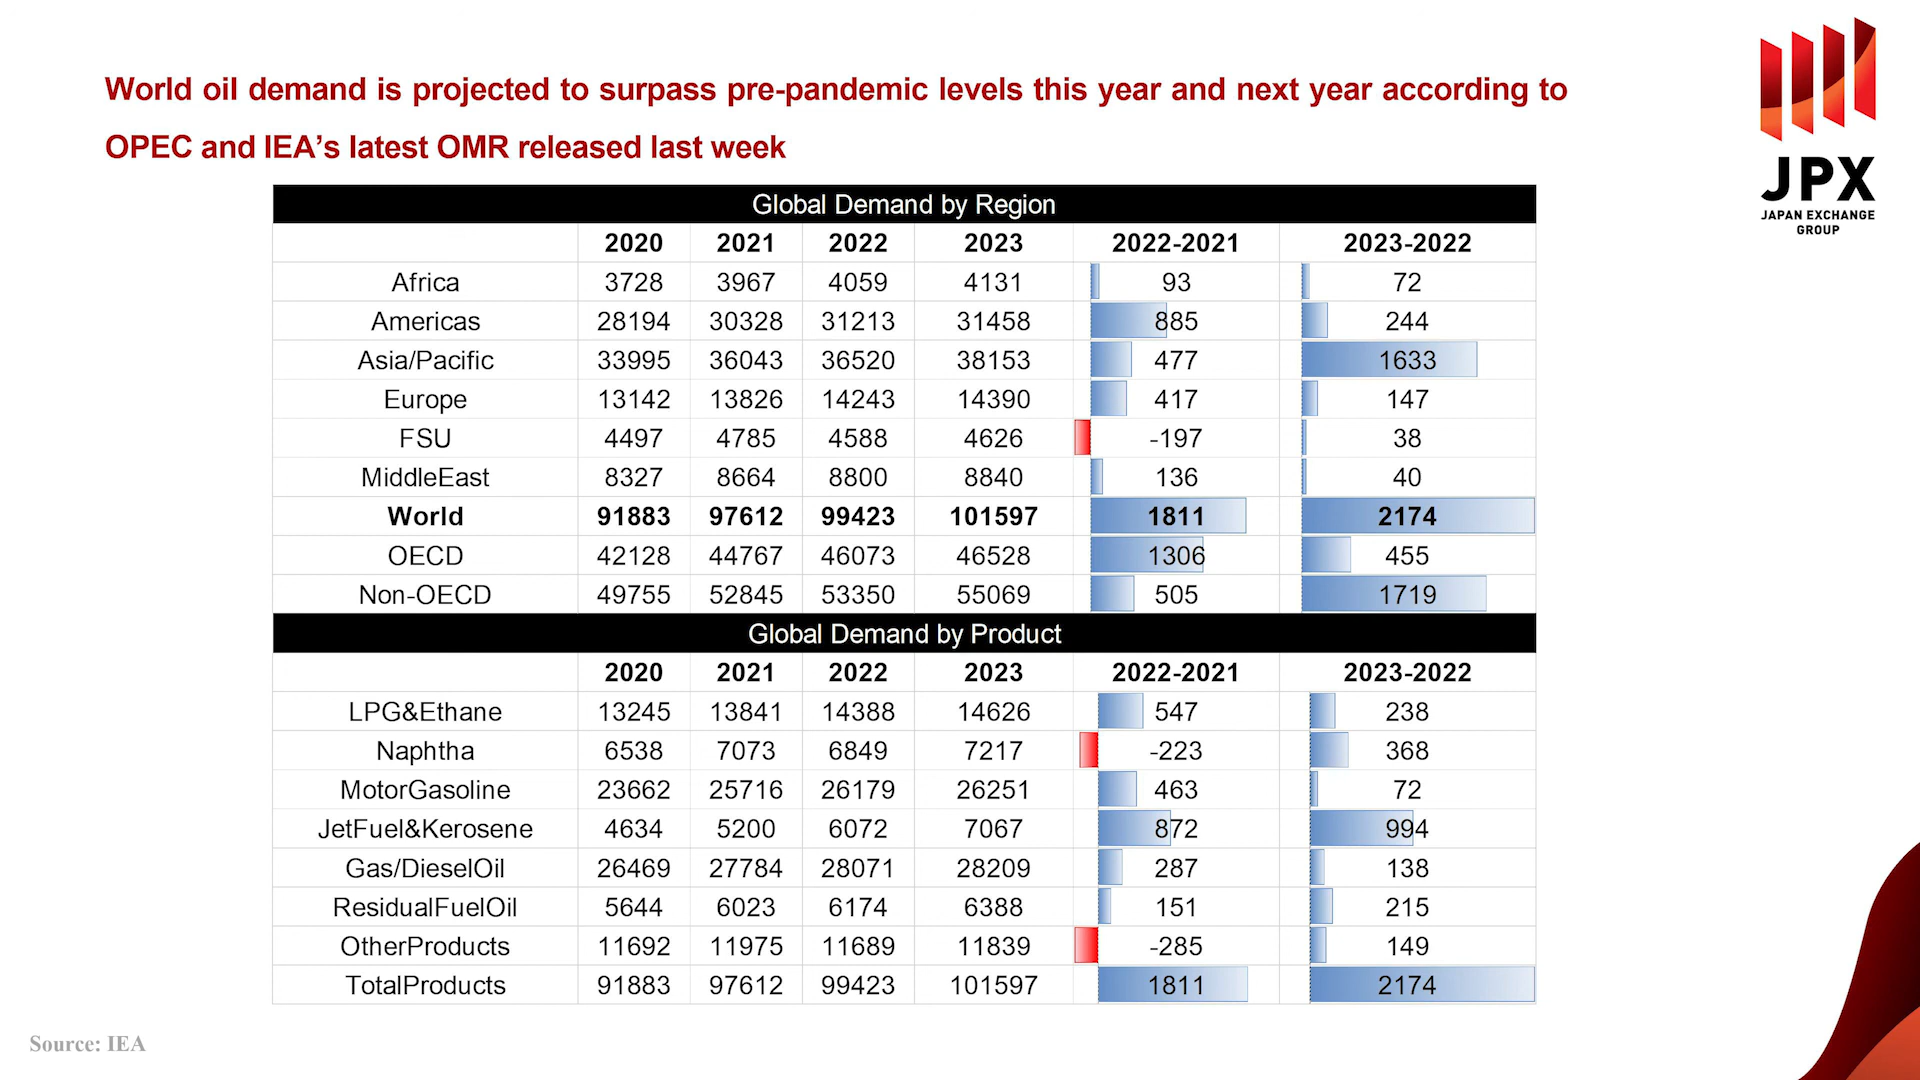 World oil demand is projected to surpass pre-pandemic levels this year and next year according to
OPEC and IEA’s latest OMR released last week
JPX
JAPAN EXCHANGE
GROUP
Global Demand by Region
2020 2021 2022 2023 2022-2021 2023-2022
Africa 3728 3967 4059 4131 93 72
Americas 28194 30328 31213 31458 885 244
Asia/Pacific 33995 36043 36520 38153 477 1633
Europe 13142 13826 14243 14390 417 147
FSU 4497 4785 4588 4626 -197 38
MiddleEast 8327 8664 8800 8840 136 40
World 91883 97612 99423 101597 1811 2174
OECD 42128 44767 46073 46528 1306 455
Non-OECD 49755 52845 53350 55069 505 1719
Global Demand by Product
2020 2021 2022 2023 2022-2021 2023-2022
LPG&Ethane 13245 13841 14388 14626 547 238
Naphtha 6538 7073 6849 7217 -223 368
MotorGasoline 23662 25716 26179 26251 463 72
JetFuel&Kerosene 4634 5200 6072 7067 872 994
Gas/DieselOil 26469 27784 28071 28209 287 138
ResidualFuelOil 5644 6023 6174 6388 151 215
OtherProducts 11692 11975 11689 11839 -285 149
TotalProducts 91883 97612 99423 101597 1811 2174
Source: IEA